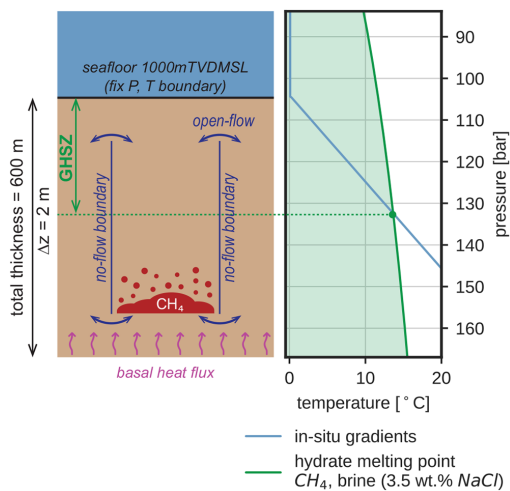 seafloor 1000mTVDMSL
(fix P, T boundary)
open-flow
GHSZ
total thickness = 600 m
Δz = 2 m
no-flow boundary
no-flow boundary
CH₄
basal heat flux
90
100
110
120
130
140
150
160
pressure [bar]
0
10
20
temperature [°C]
in-situ gradients
hydrate melting point
CH₄, brine (3.5 wt.% NaCl)